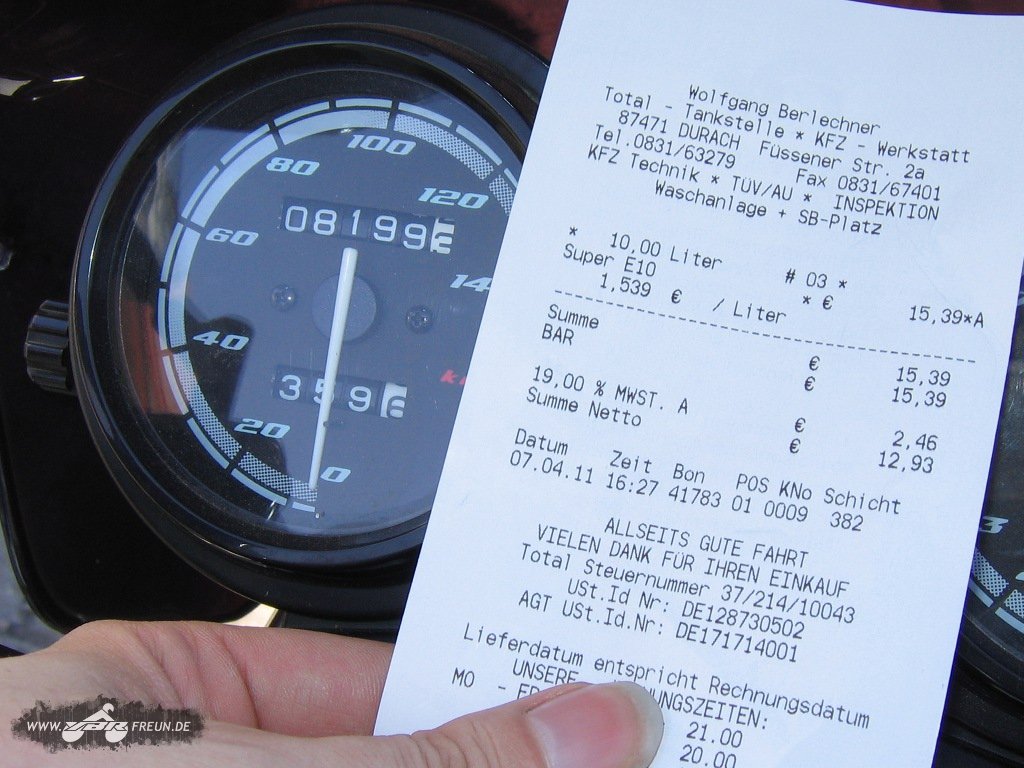 Wolfgang Berlechner
Total - Tankstelle * KFZ - Werkstatt
87471 DURACH Füssener Str. 2a
Tel.0831/63279 Fax 0831/67401
KFZ Technik * TÜV/AU * INSPEKTION
Waschanlage + SB-Platz
* 10,00 Liter # 03 *
Super E10 * € 15,39*A
1,539 € / Liter
Summe € 15,39
BAR € 15,39
19,00 % MWST. A € 2,46
Summe Netto € 12,93
Datum Zeit Bon POS KNo Schicht
07.04.11 16:27 41783 01 0009 382
ALLSEITS GUTE FAHRT
VIELEN DANK FÜR IHREN EINKAUF
Total Steuernummer 37/214/10043
USt.Id Nr: DE128730502
AGT USt.Id.Nr: DE171714001
Lieferdatum entspricht Rechnungsdatum
UNSERE
MO - 21.00
20.00
0
20
40
60
80
100
120
08199
359
3
WWW. FREUN.DE